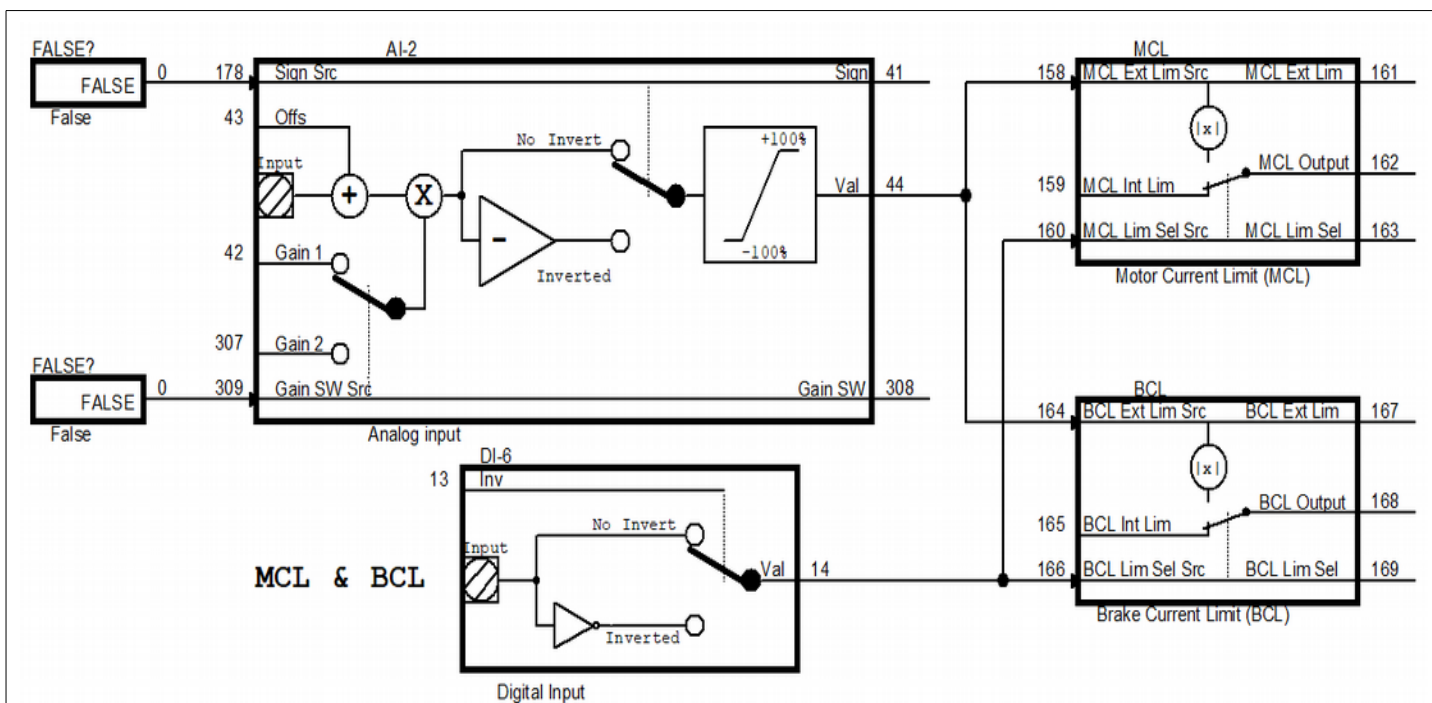 FALSE?
AI-2
MCL
FALSE
0
178
Sign Src
Sign
41
158
MCL Ext Lim Src
MCL Ext Lim
161
False
43
Offs
No Invert
+100%
|x|
Input
MCL Output
162
+
X
Val
44
159
MCL Int Lim
-
-100%
42
Gain 1
Inverted
160
MCL Lim Sel Src
MCL Lim Sel
163
Motor Current Limit (MCL)
307
Gain 2
FALSE?
FALSE
0
309
Gain SW Src
Gain SW
308
BCL
164
BCL Ext Lim Src
BCL Ext Lim
167
False
Analog input
DI-6
13
Inv
|x|
No Invert
BCL Output
168
165
BCL Int Lim
Input
MCL & BCL
Val
14
166
BCL Lim Sel Src
BCL Lim Sel
169
Inverted
Brake Current Limit (BCL)
Digital Input